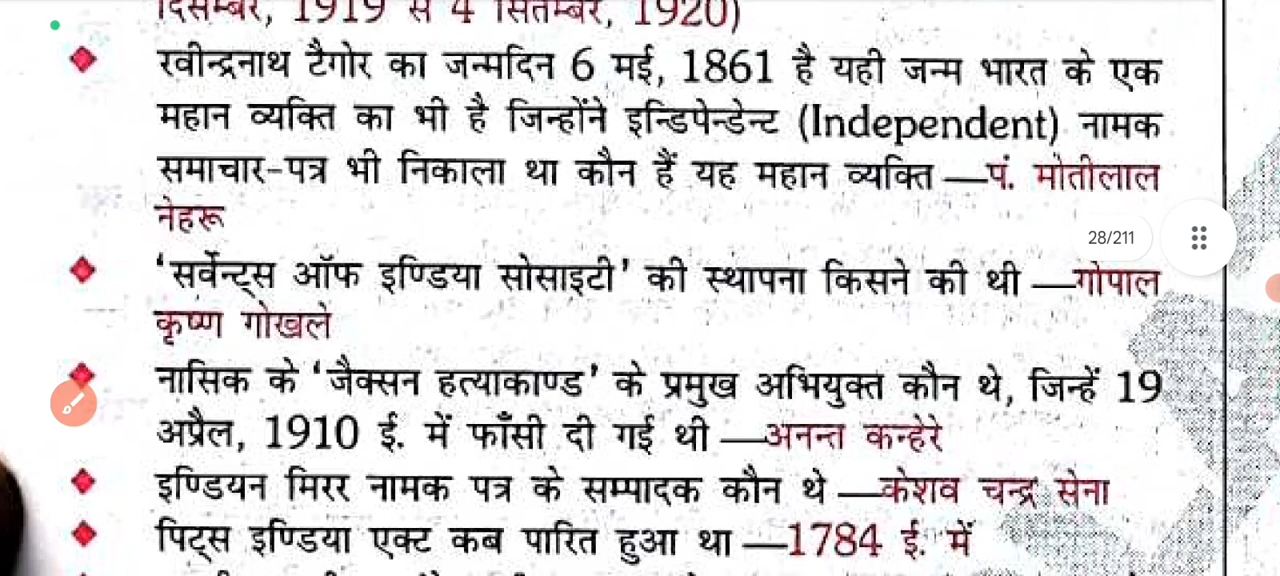 दिसम्बर, 1919 से 4 सितम्बर, 1920)
रवीन्द्रनाथ टैगोर का जन्मदिन 6 मई, 1861 है यही जन्म भारत के एक
महान व्यक्ति का भी है जिन्होंने इन्डिपेन्डेन्ट (Independent) नामक
समाचार-पत्र भी निकाला था कौन हैं यह महान व्यक्ति —पं. मोतीलाल
नेहरू
28/211
‘सर्वेन्ट्स ऑफ इण्डिया सोसाइटी’ की स्थापना किसने की थी —गोपाल
कृष्ण गोखले
नासिक के ‘जैक्सन हत्याकाण्ड’ के प्रमुख अभियुक्त कौन थे, जिन्हें 19
अप्रैल, 1910 ई. में फाँसी दी गई थी —अनन्त कन्हेरे
इण्डियन मिरर नामक पत्र के सम्पादक कौन थे —केशव चन्द्र सेना
पिट्स इण्डिया एक्ट कब पारित हुआ था —1784 ई. में